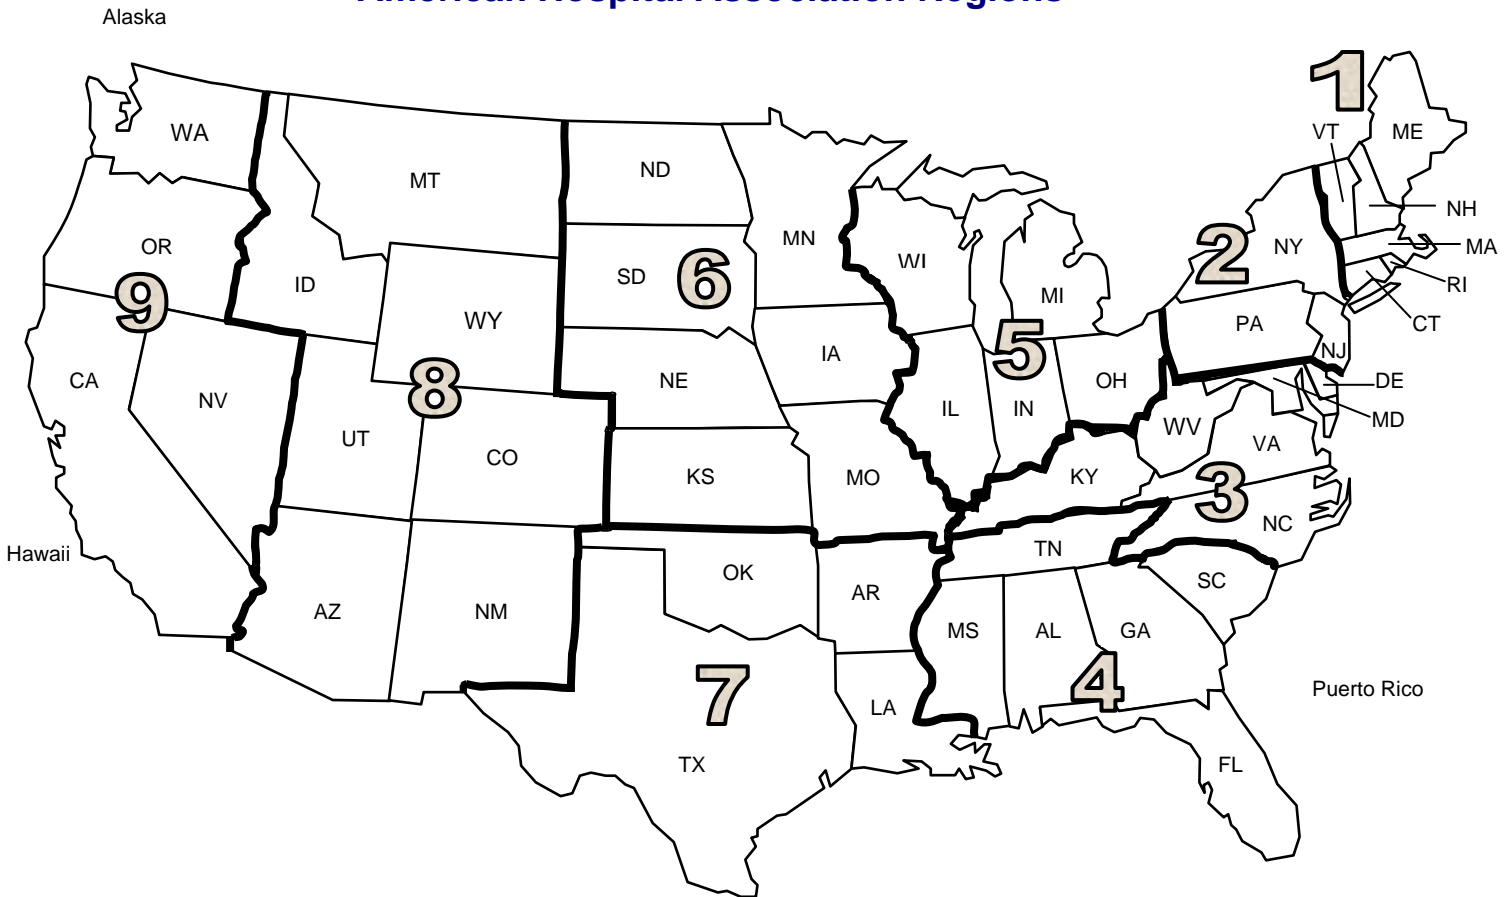 American Hospital Association Regions
Alaska
1
WA
VT
ME
MT
ND
NH
MN
2
NY
MA
OR
WI
SD
6
RI
ID
MI
9
WY
PA
CT
5
IA
NJ
CA
8
NE
OH
DE
NV
IL
IN
MD
UT
WV
VA
CO
KS
MO
KY
3
NC
Hawaii
TN
OK
SC
AR
AZ
NM
MS
AL
GA
4
Puerto Rico
7
LA
TX
FL